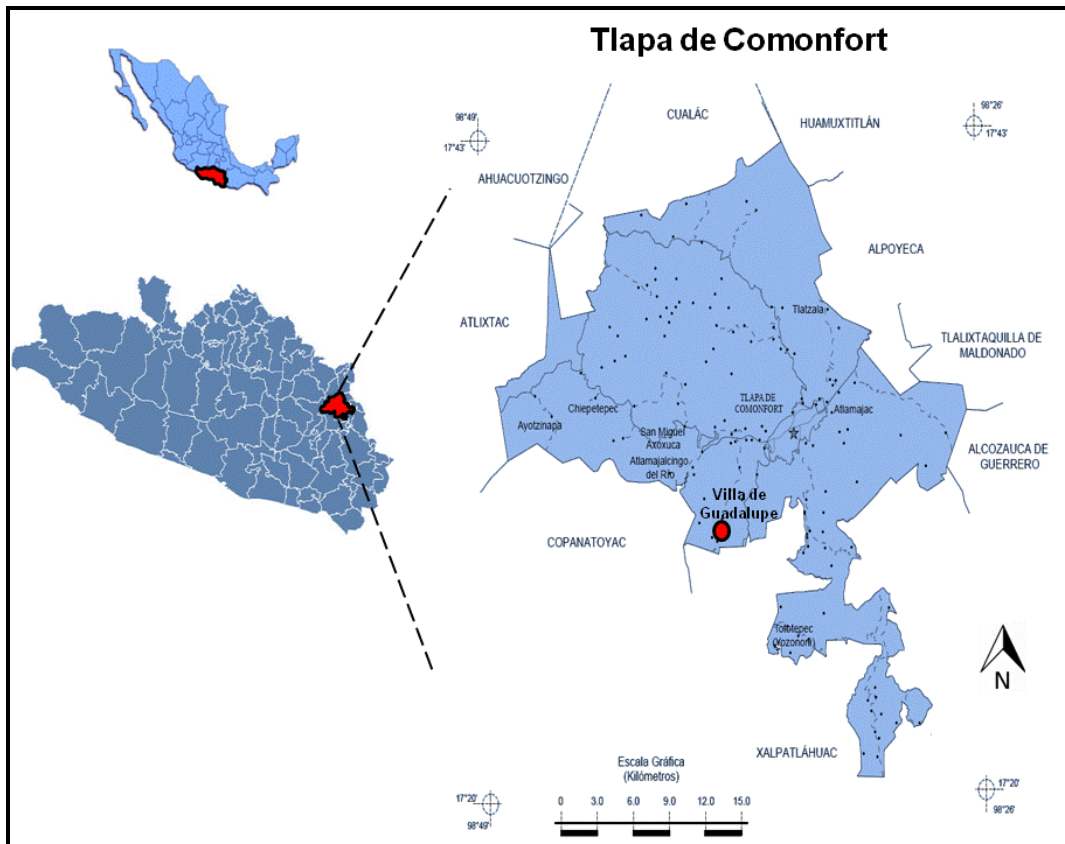 Tlapa de Comonfort
98°49'
17°43'
CUALÁC
HUAMUXTITLÁN
98°26'
17°43'
AHUACUOTZINGO
ALPOYECA
ATLIXTAC
Tlatzala
TLALIXTAQUILLA DE
MALDONADO
Chiepetepec
TLAPA DE
COMONFORT
Atlamajac
Ayotzinapa
San Miguel
Axoxuca
Atlamajalcingo
del Río
ALCOZAUCA DE
GUERRERO
Villa de
Guadalupe
COPANATOYAC
Tototepec
(Yozonoñi)
N
XALPATLÁHUAC
Escala Gráfica
(Kilómetros)
0 3.0 6.0 9.0 12.0 15.0
17°20'
98°49'
17°20'
98°26'